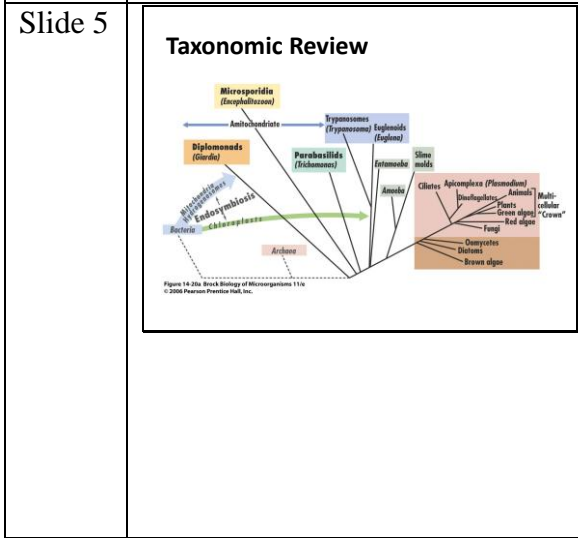 Slide 5
Taxonomic Review
Microsporidia
(Encephalitozoan)
Amitochondriate
Trypanosomes
(Trypanosoma)
Euglenoids
(Euglena)
Diplomonads
(Giardia)
Parabasilids
(Trichomonas)
Entamoeba
Slime
molds
Amoeba
Ciliates
Apicomplexa (Plasmodium)
Dinoflagellates
Animals
Plants
Green algae
Red algae
Fungi
Multi-
cellular
"Crown"
Mitochondria
Hydrogenosomes
Endosymbiosis
Chloroplasts
Bacteria
Archaea
Oomycetes
Diatoms
Brown algae
Figure 14-20a Brock Biology of Microorganisms 11/e
© 2006 Pearson Prentice Hall, Inc.